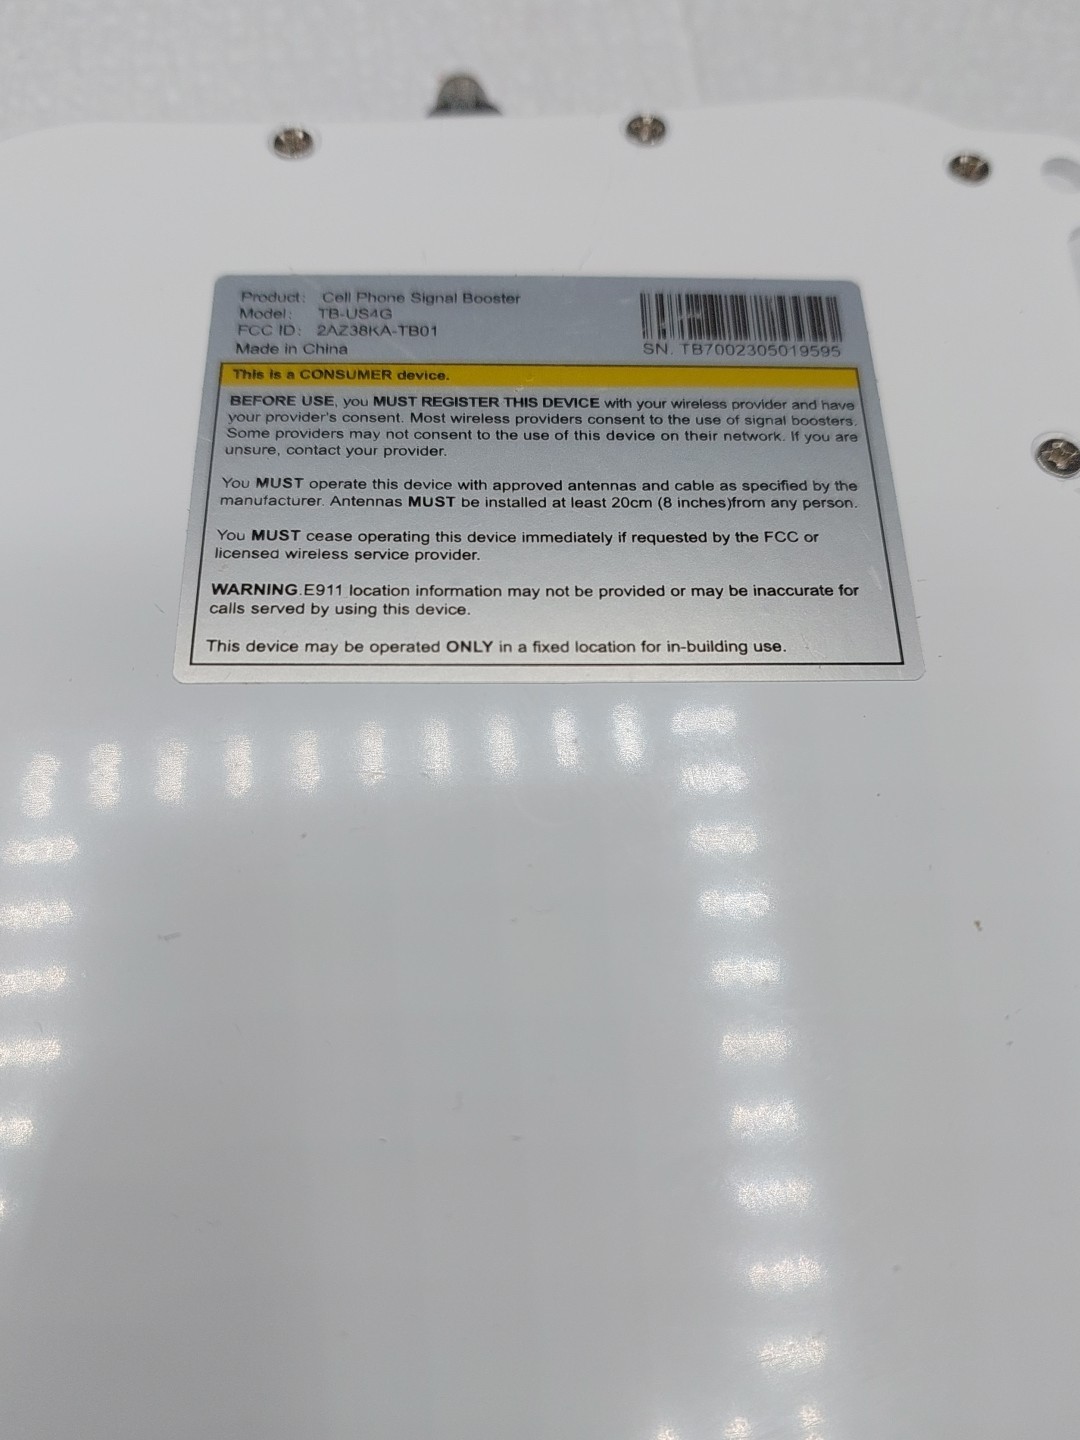 Product: Cell Phone Signal Booster
Model: TB-US4G
FCC ID: 2AZ38KA-TB01
Made in China
SN. TB7002305019595
This is a CONSUMER device.
BEFORE USE, you MUST REGISTER THIS DEVICE with your wireless provider and have
your provider's consent. Most wireless providers consent to the use of signal boosters.
Some providers may not consent to the use of this device on their network. If you are
unsure, contact your provider.
You MUST operate this device with approved antennas and cable as specified by the
manufacturer. Antennas MUST be installed at least 20cm (8 inches)from any person.
You MUST cease operating this device immediately if requested by the FCC or
licensed wireless service provider.
WARNING.E911 location information may not be provided or may be inaccurate for
calls served by using this device.
This device may be operated ONLY in a fixed location for in-building use.